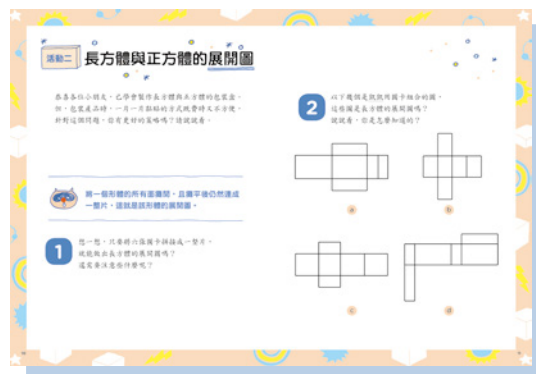 活動二 長方體與正方體的展開圖
恭喜各位小朋友，已學會製作長方體與正方體的包裝盒。
但，包裝產品時，一片一片黏貼的方式既費時又不方便，
針對這個問題，你有更好的策略嗎？請說說看。
將一個形體的所有面攤開，且攤平後仍然連成
一整片，這就是該形體的展開圖。
1
想一想，只要將六張圖卡拼接成一整片，
就能做出長方體的展開圖嗎？
還需要注意些什麼呢？
2
以下幾個是凱凱用圖卡組合的圖，
這些圖是長方體的展開圖嗎？
說說看，你是怎麼知道的？
a
b
c
d